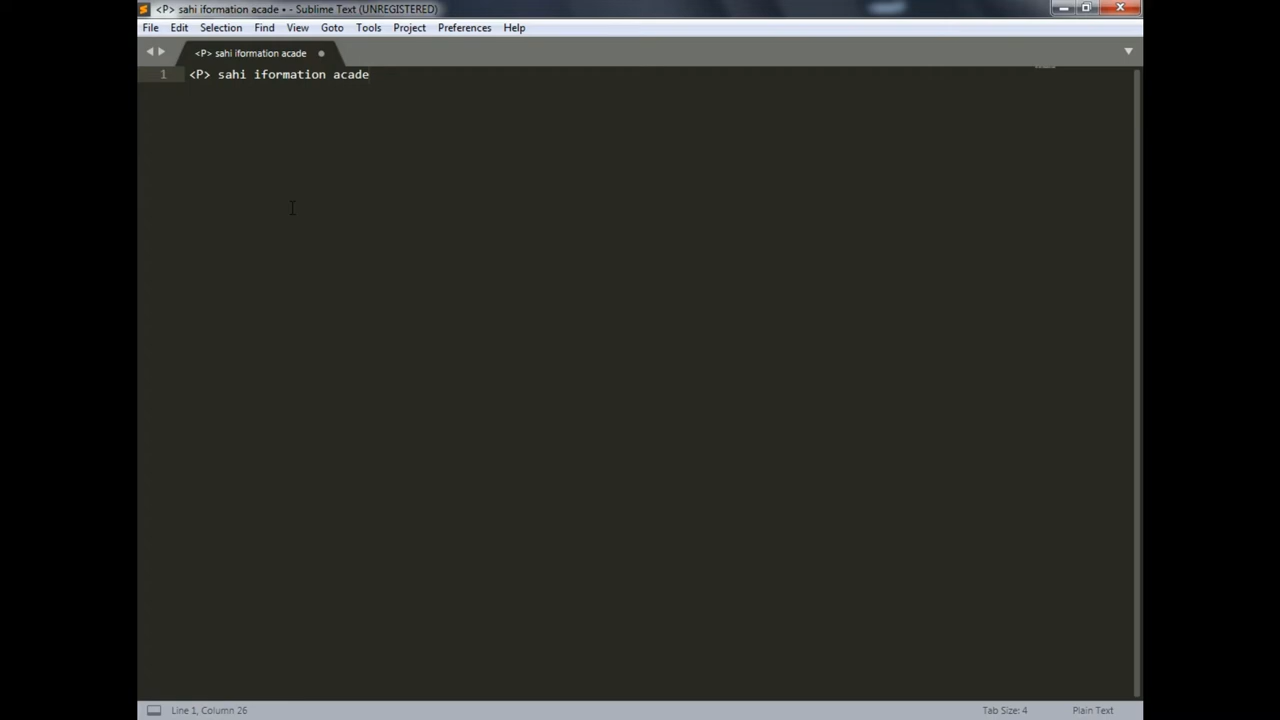 <P> sahi iformation acade • - Sublime Text (UNREGISTERED)
File Edit Selection Find View Goto Tools Project Preferences Help
<P> sahi iformation acade
1 <P> sahi iformation acade
Line 1, Column 26 Tab Size: 4 Plain Text